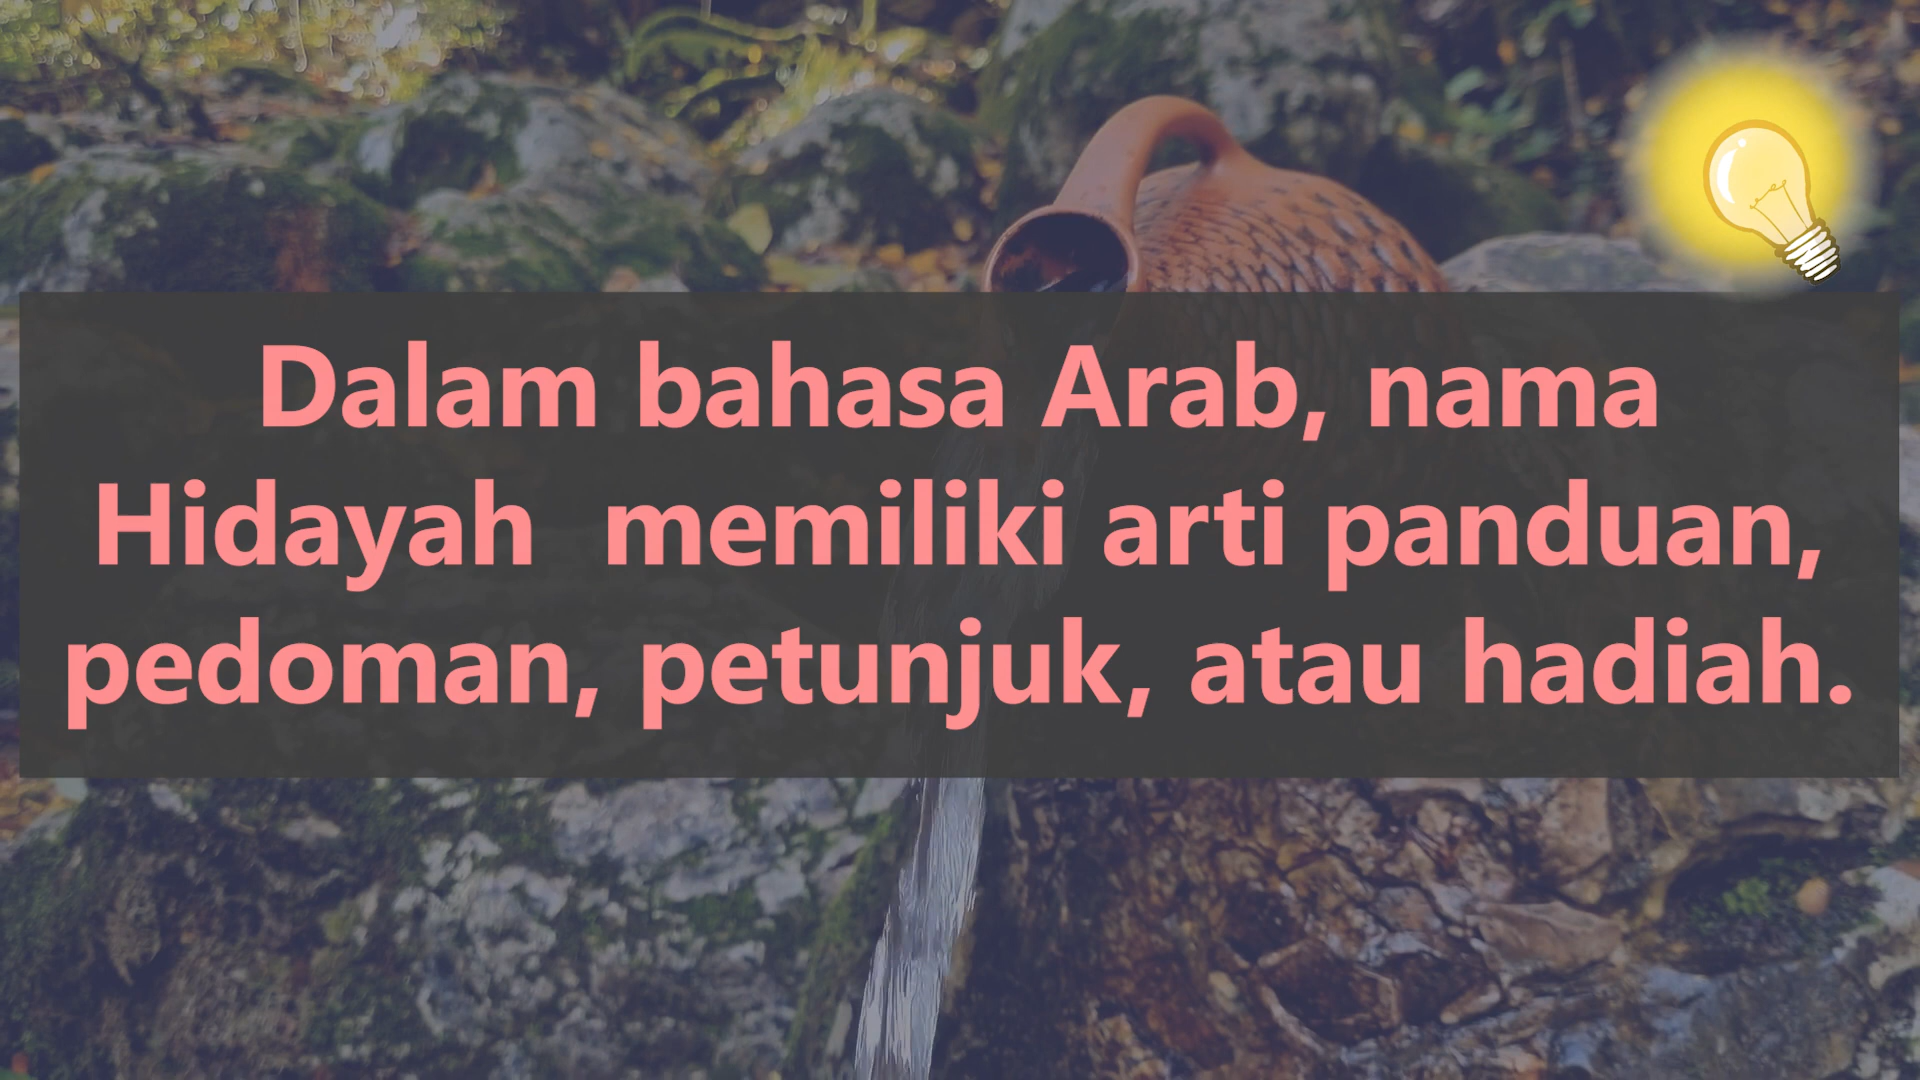 Dalam bahasa Arab, nama
Hidayah  memiliki arti panduan,
pedoman, petunjuk, atau hadiah.